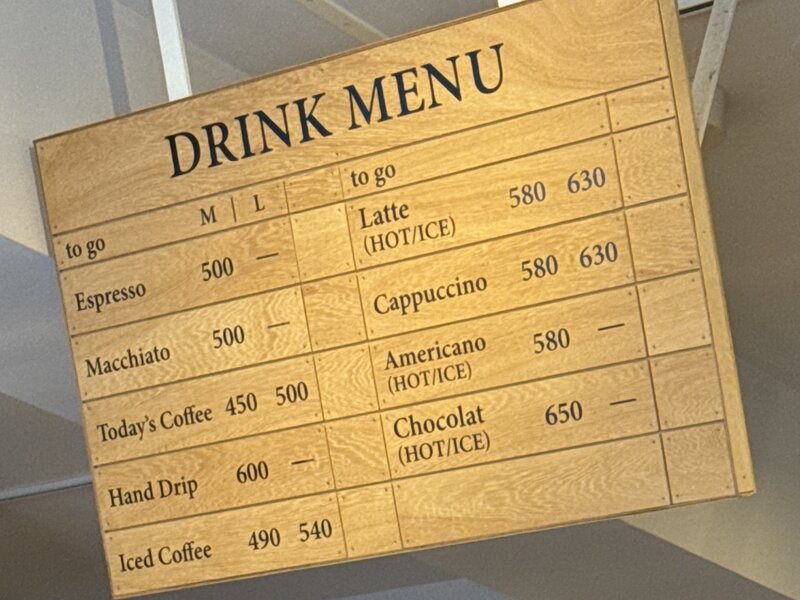 DRINK MENU
to go M | L
Espresso 500 —
Macchiato 500 —
Today's Coffee 450 500
Hand Drip 600 —
Iced Coffee 490 540
to go
Latte 580 630
(HOT/ICE)
Cappuccino 580 630
Americano 580 —
(HOT/ICE)
Chocolat 650 —
(HOT/ICE)